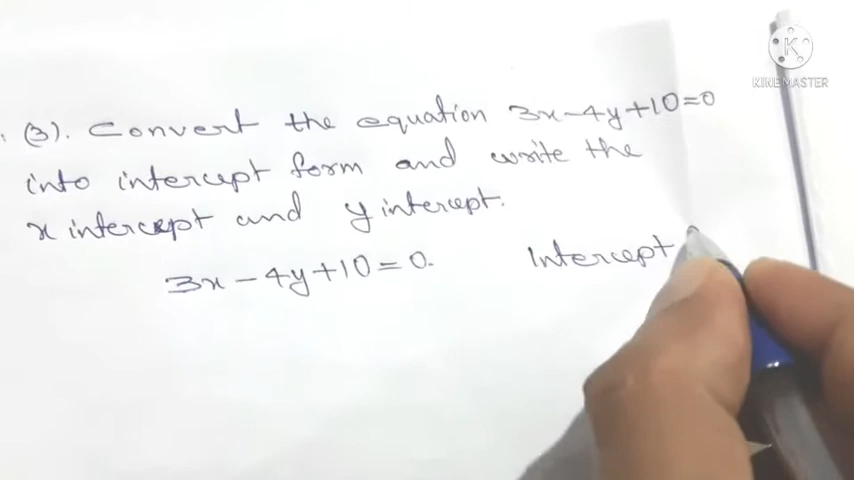 K
KINEMASTER
: (3). Convert the equation 3x-4y+10=0
into intercept form and write the
x intercept and y intercept.
3x-4y+10=0.
Intercept